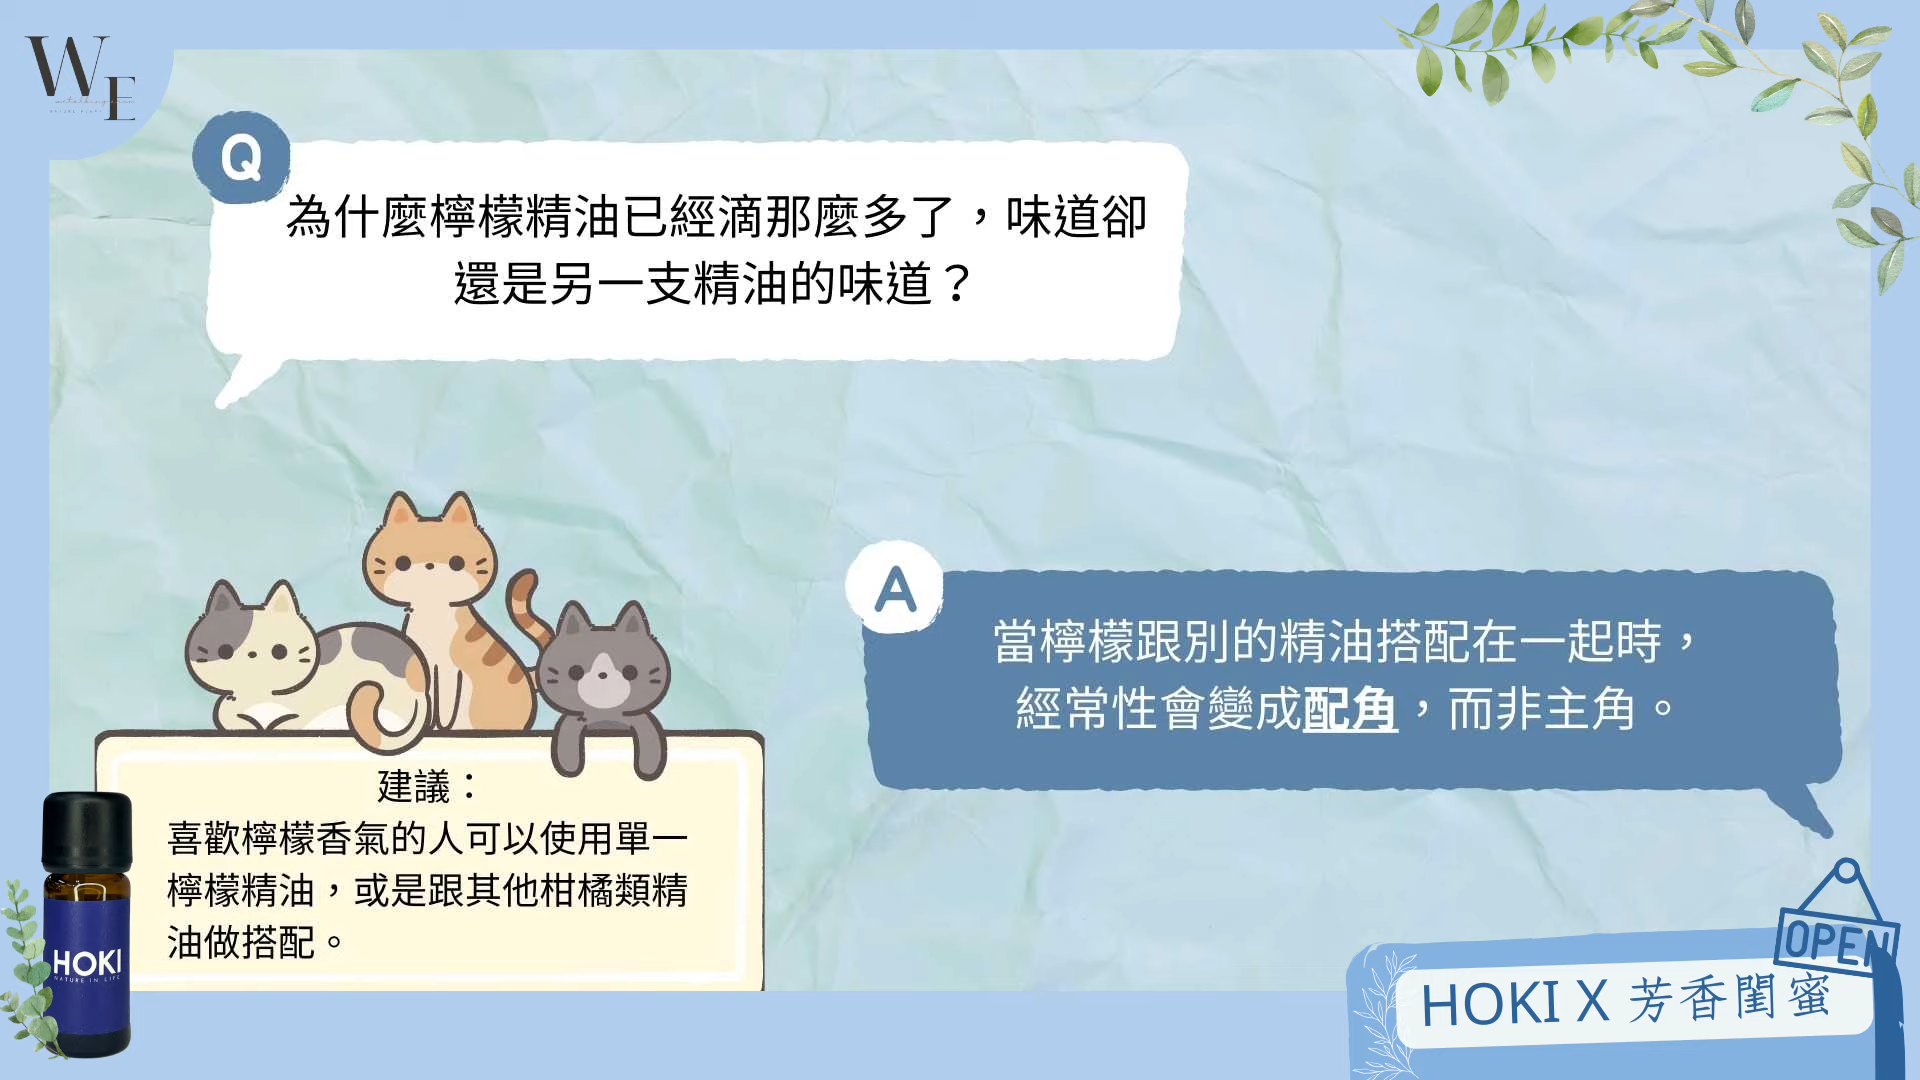 WE
Q
為什麼檸檬精油已經滴那麼多了，味道卻
還是另一支精油的味道？
A
當檸檬跟別的精油搭配在一起時，
經常性會變成配角，而非主角。
建議：
喜歡檸檬香氣的人可以使用單一
檸檬精油，或是跟其他柑橘類精
油做搭配。
HOKI
NATURE IN LIFE
OPEN
HOKI X 芳香閨蜜